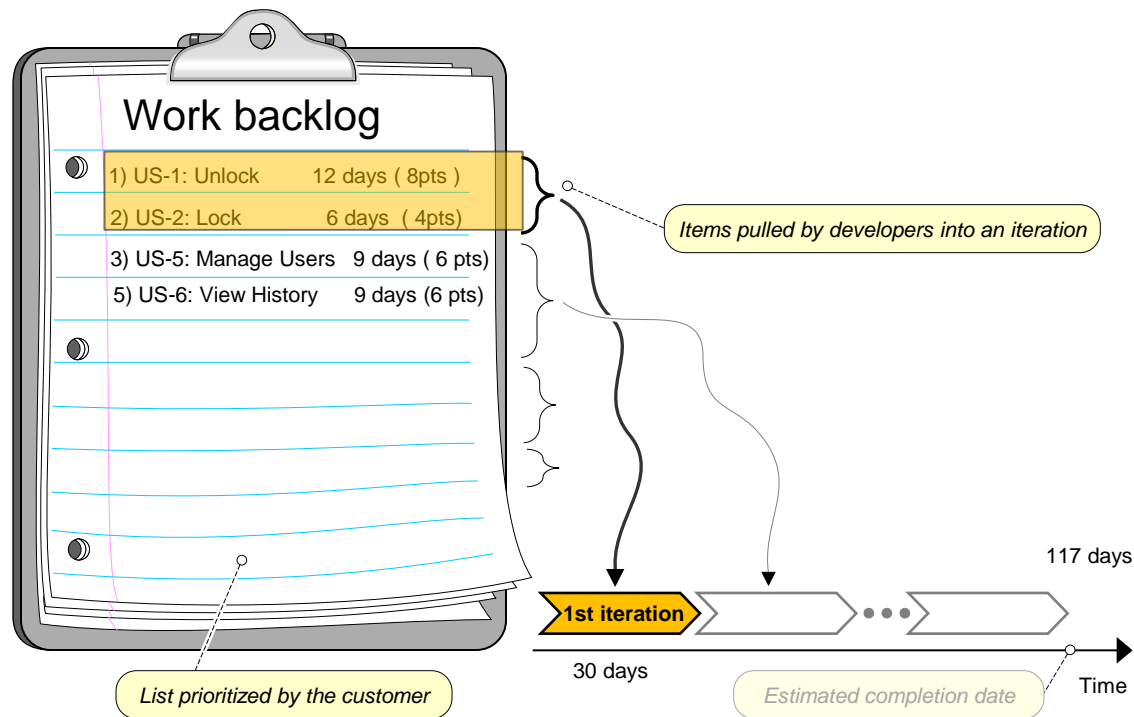 Work backlog
1) US-1: Unlock 12 days ( 8pts )
2) US-2: Lock 6 days ( 4pts)
3) US-5: Manage Users 9 days ( 6 pts)
5) US-6: View History 9 days (6 pts)
Items pulled by developers into an iteration
117 days
1st iteration
30 days
List prioritized by the customer
Estimated completion date
Time